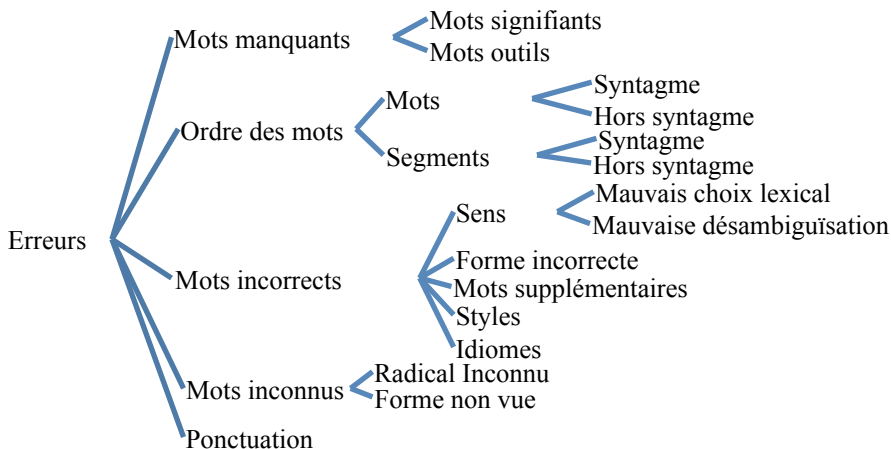 Mots manquants
Mots signifiants
Mots outils
Ordre des mots
Mots
Syntagme
Hors syntagme
Segments
Syntagme
Hors syntagme
Erreurs
Mots incorrects
Sens
Mauvais choix lexical
Mauvaise désambiguïsation
Forme incorrecte
Mots supplémentaires
Styles
Idiomes
Mots inconnus
Radical Inconnu
Forme non vue
Ponctuation